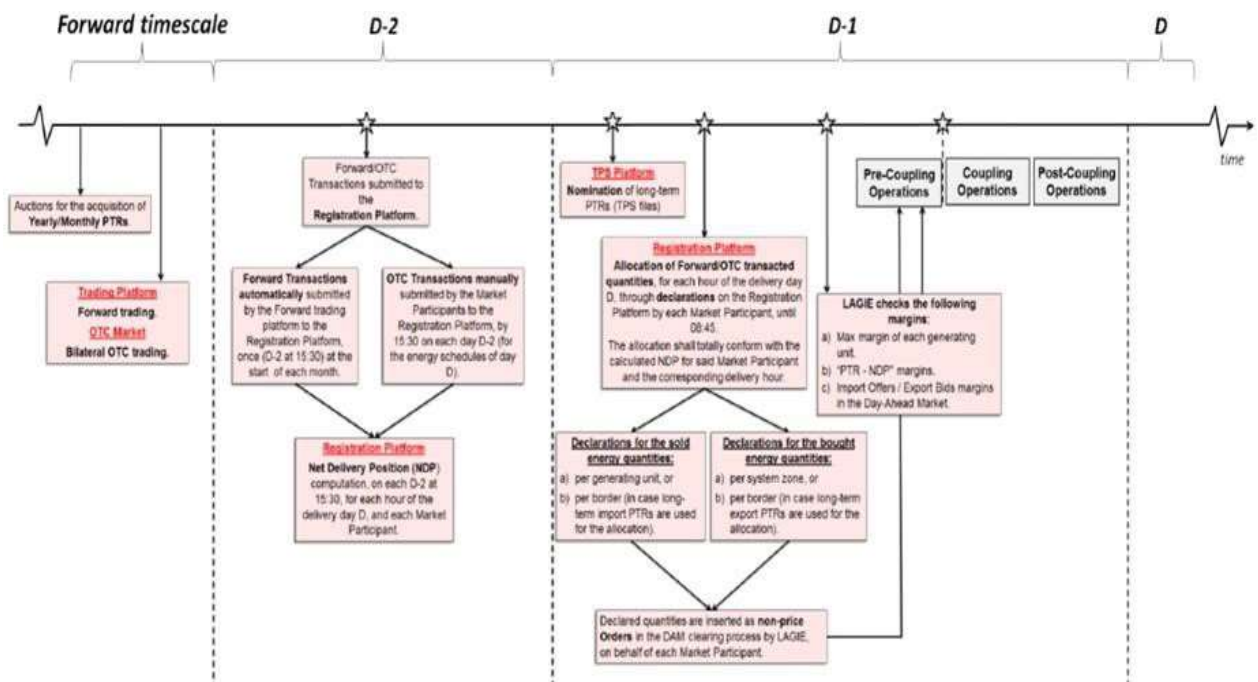 Forward timescale
D-2
D-1
D
time
Auctions for the acquisition of
Yearly/Monthly PTRs.
Trading Platform
Forward trading.
OTC Market
Bilateral OTC trading.
Forward/OTC
Transactions submitted to
the
Registration Platform.
Forward Transactions
automatically submitted
by the Forward trading
platform to the
Registration Platform,
once (D-2 at 15:30) at the
start of each month.
OTC Transactions manually
submitted by the Market
Participants to the
Registration Platform, by
15:30 on each day D-2 (for
the energy schedules of day
D).
Registration Platform
Net Delivery Position (NDP)
computation, on each D-2 at
15:30, for each hour of the
delivery day D, and each Market
Participant.
TPS Platform
Nomination of long-term
PTRs (TPS files)
Registration Platform
Allocation of Forward/OTC transacted
quantities, for each hour of the delivery day
D, through declarations on the Registration
Platform by each Market Participant, until
08:45.
The allocation shall totally conform with the
calculated NDP for said Market Participant
and the corresponding delivery hour.
Declarations for the sold
energy quantities:
a) per generating unit, or
b) per border (in case long-
term import PTRs are used
for the allocation).
Declarations for the bought
energy quantities:
a) per system zone, or
b) per border (in case long-term
export PTRs are used for the
allocation).
Declared quantities are inserted as non-price
Orders in the DAM clearing process by LAGIE,
on behalf of each Market Participant.
Pre-Coupling
Operations
Coupling
Operations
Post-Coupling
Operations
LAGIE checks the following
margins:
a) Max margin of each generating
unit.
b) "PTR - NDP" margins.
c) Import Offers / Export Bids margins
in the Day-Ahead Market.